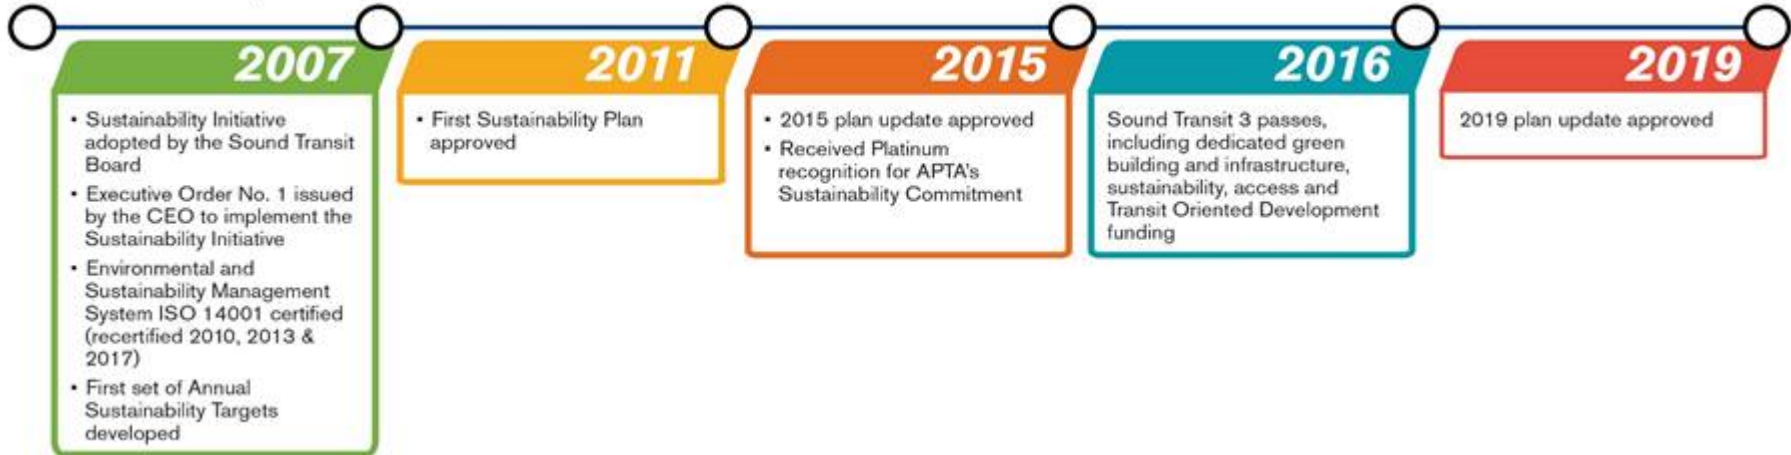 2007
• Sustainability Initiative
adopted by the Sound Transit
Board
• Executive Order No. 1 issued
by the CEO to implement the
Sustainability Initiative
• Environmental and
Sustainability Management
System ISO 14001 certified
(recertified 2010, 2013 &
2017)
• First set of Annual
Sustainability Targets
developed
2011
• First Sustainability Plan
approved
2015
• 2015 plan update approved
• Received Platinum
recognition for APTA's
Sustainability Commitment
2016
Sound Transit 3 passes,
including dedicated green
building and infrastructure,
sustainability, access and
Transit Oriented Development
funding
2019
2019 plan update approved